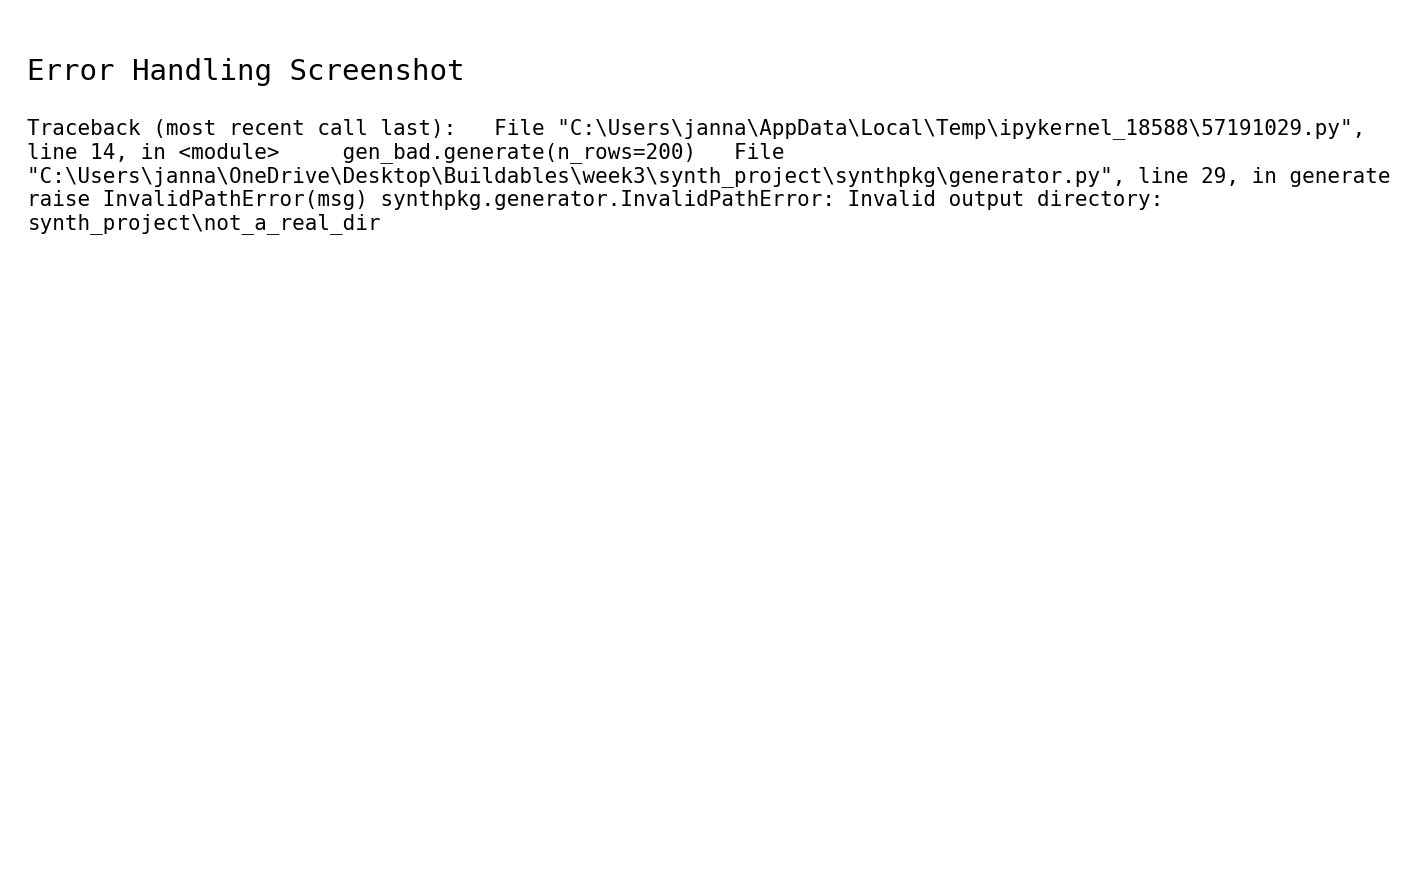 Error Handling Screenshot
Traceback (most recent call last):   File "C:\Users\janna\AppData\Local\Temp\ipykernel_18588\57191029.py",
line 14, in <module>     gen_bad.generate(n_rows=200)   File
"C:\Users\janna\OneDrive\Desktop\Buildables\week3\synth_project\synthpkg\generator.py", line 29, in generate
raise InvalidPathError(msg) synthpkg.generator.InvalidPathError: Invalid output directory:
synth_project\not_a_real_dir